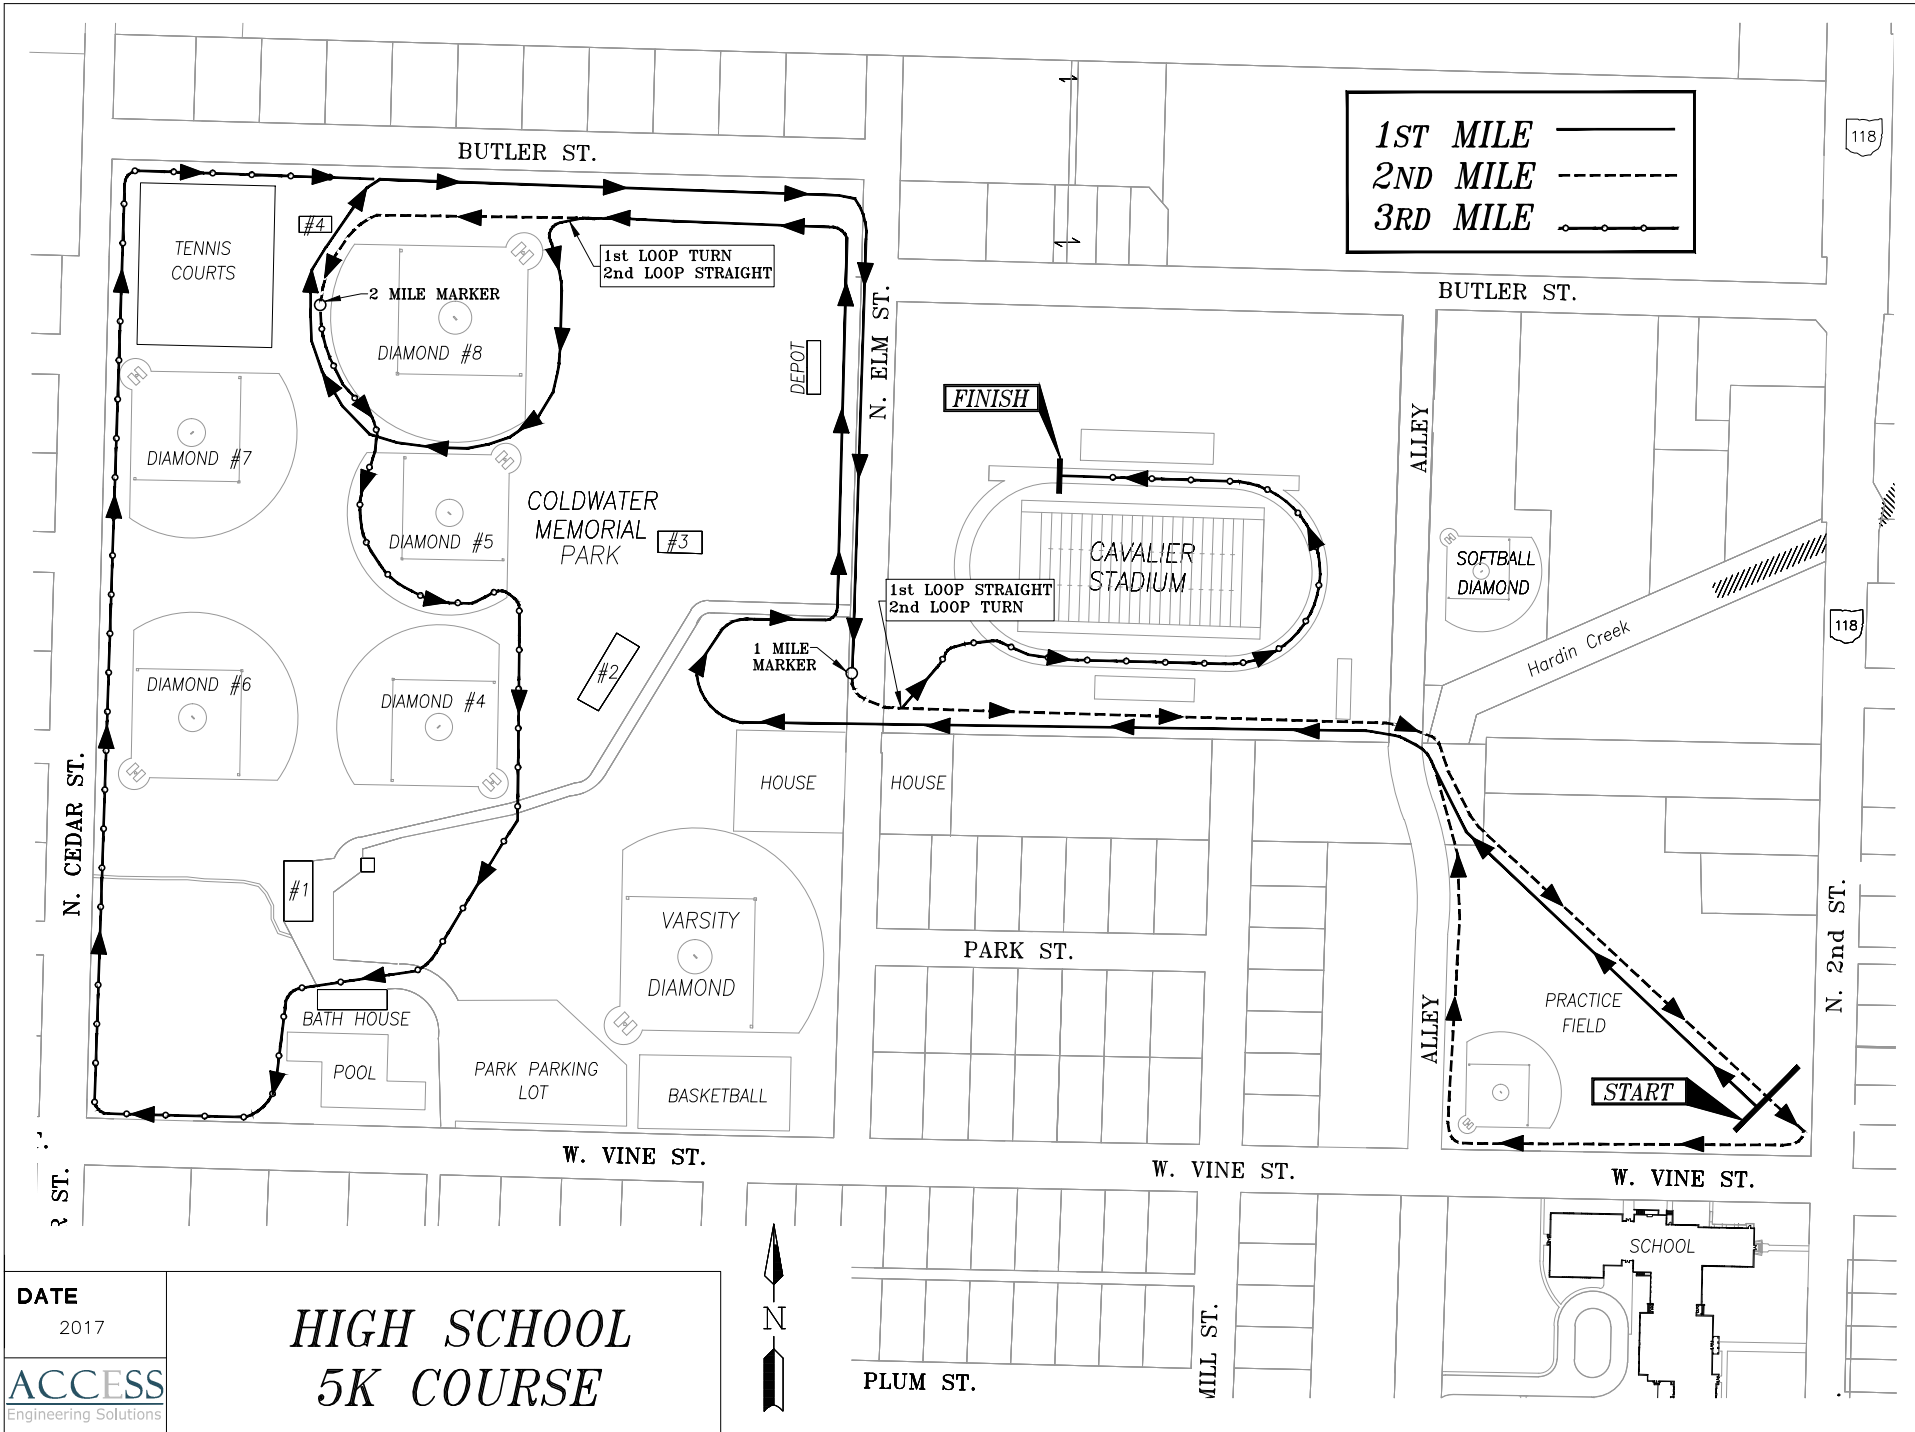 BUTLER ST.
1ST MILE
2ND MILE
3RD MILE
118
TENNIS
COURTS
#4
1st LOOP TURN
2nd LOOP STRAIGHT
2 MILE MARKER
DIAMOND #8
BUTLER ST.
N. ELM ST.
DEPOT
FINISH
ALLEY
DIAMOND #7
COLDWATER
MEMORIAL
PARK
#3
DIAMOND #5
CAVALIER
STADIUM
SOFTBALL
DIAMOND
1st LOOP STRAIGHT
2nd LOOP TURN
Hardin Creek
118
1 MILE
MARKER
#2
DIAMOND #6
DIAMOND #4
HOUSE
HOUSE
N. CEDAR ST.
#1
VARSITY
DIAMOND
PARK ST.
N. 2nd ST.
PRACTICE
FIELD
ALLEY
BATH HOUSE
POOL
PARK PARKING
LOT
BASKETBALL
START
W. VINE ST.
W. VINE ST.
W. VINE ST.
R ST.
SCHOOL
DATE
2017
HIGH SCHOOL
5K COURSE
N
MILL ST.
PLUM ST.
ACCESS
Engineering Solutions